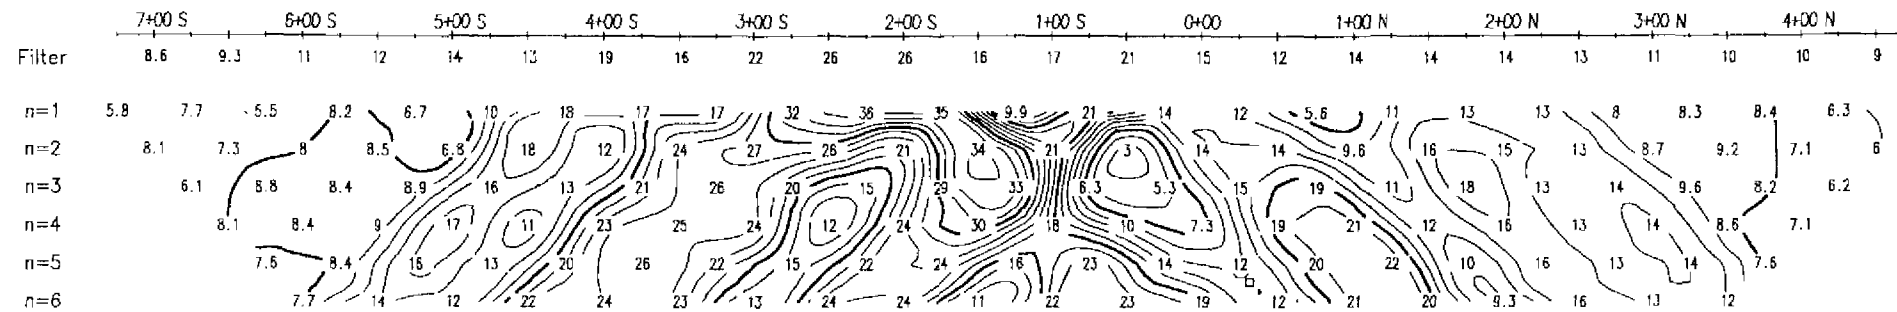 7+00 S 6+00 S 5+00 S 4+00 S 3+00 S 2+00 S 1+00 S 0+00 1+00 N 2+00 N 3+00 N 4+00 N
Filter 8.6 9.3 11 12 14 13 19 16 22 26 26 16 17 21 15 12 14 14 14 13 11 10 10 9
n=1 5.8 7.7 5.5 8.2 6.7 10 18 17 17 32 36 35 9.9 21 14 12 5.6 11 13 13 8 8.3 8.4 6.3
n=2 8.1 7.3 8 8.5 6.8 18 12 24 27 26 21 34 21 3 14 14 9.6 16 15 13 8.7 9.2 7.1 6
n=3 6.1 8.8 8.4 8.9 16 13 21 26 20 15 29 33 6.3 5.3 15 19 11 18 13 14 9.6 8.2 6.2
n=4 8.1 8.4 9 17 11 23 25 24 12 24 30 18 10 7.3 19 21 12 16 13 14 8.6 7.1
n=5 7.6 8.4 16 13 20 26 22 15 22 24 16 23 14 12 20 22 10 16 13 14 7.6
n=6 7.7 14 12 22 24 23 13 24 24 11 22 23 19 12 21 20 9.3 16 13 12